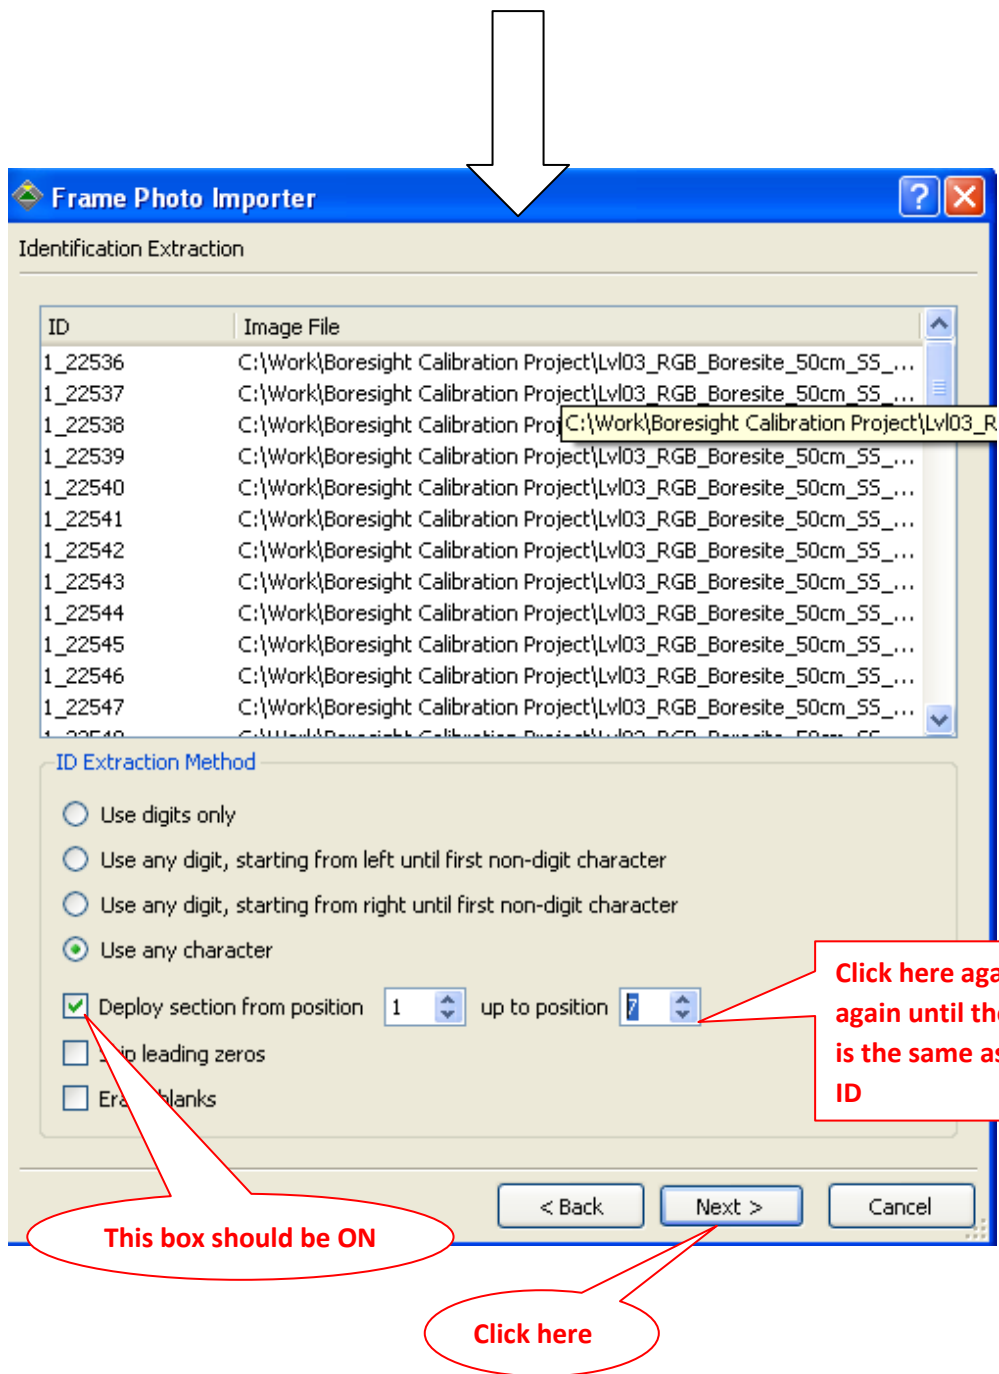 Frame Photo Importer
Identification Extraction
ID Image File
1_22536 C:\Work\Boresight Calibration Project\Lvl03_RGB_Boresite_50cm_SS_...
1_22537 C:\Work\Boresight Calibration Project\Lvl03_RGB_Boresite_50cm_SS_...
1_22538 C:\Work\Boresight Calibration Proj C:\Work\Boresight Calibration Project\Lvl03_R
1_22539 C:\Work\Boresight Calibration Project\Lvl03_RGB_Boresite_50cm_SS_...
1_22540 C:\Work\Boresight Calibration Project\Lvl03_RGB_Boresite_50cm_SS_...
1_22541 C:\Work\Boresight Calibration Project\Lvl03_RGB_Boresite_50cm_SS_...
1_22542 C:\Work\Boresight Calibration Project\Lvl03_RGB_Boresite_50cm_SS_...
1_22543 C:\Work\Boresight Calibration Project\Lvl03_RGB_Boresite_50cm_SS_...
1_22544 C:\Work\Boresight Calibration Project\Lvl03_RGB_Boresite_50cm_SS_...
1_22545 C:\Work\Boresight Calibration Project\Lvl03_RGB_Boresite_50cm_SS_...
1_22546 C:\Work\Boresight Calibration Project\Lvl03_RGB_Boresite_50cm_SS_...
1_22547 C:\Work\Boresight Calibration Project\Lvl03_RGB_Boresite_50cm_SS_...
ID Extraction Method
Use digits only
Use any digit, starting from left until first non-digit character
Use any digit, starting from right until first non-digit character
Use any character
Deploy section from position 1 up to position 7
leading zeros
blanks
Click here aga
again until the
is the same as
ID
< Back Next > Cancel
This box should be ON
Click here